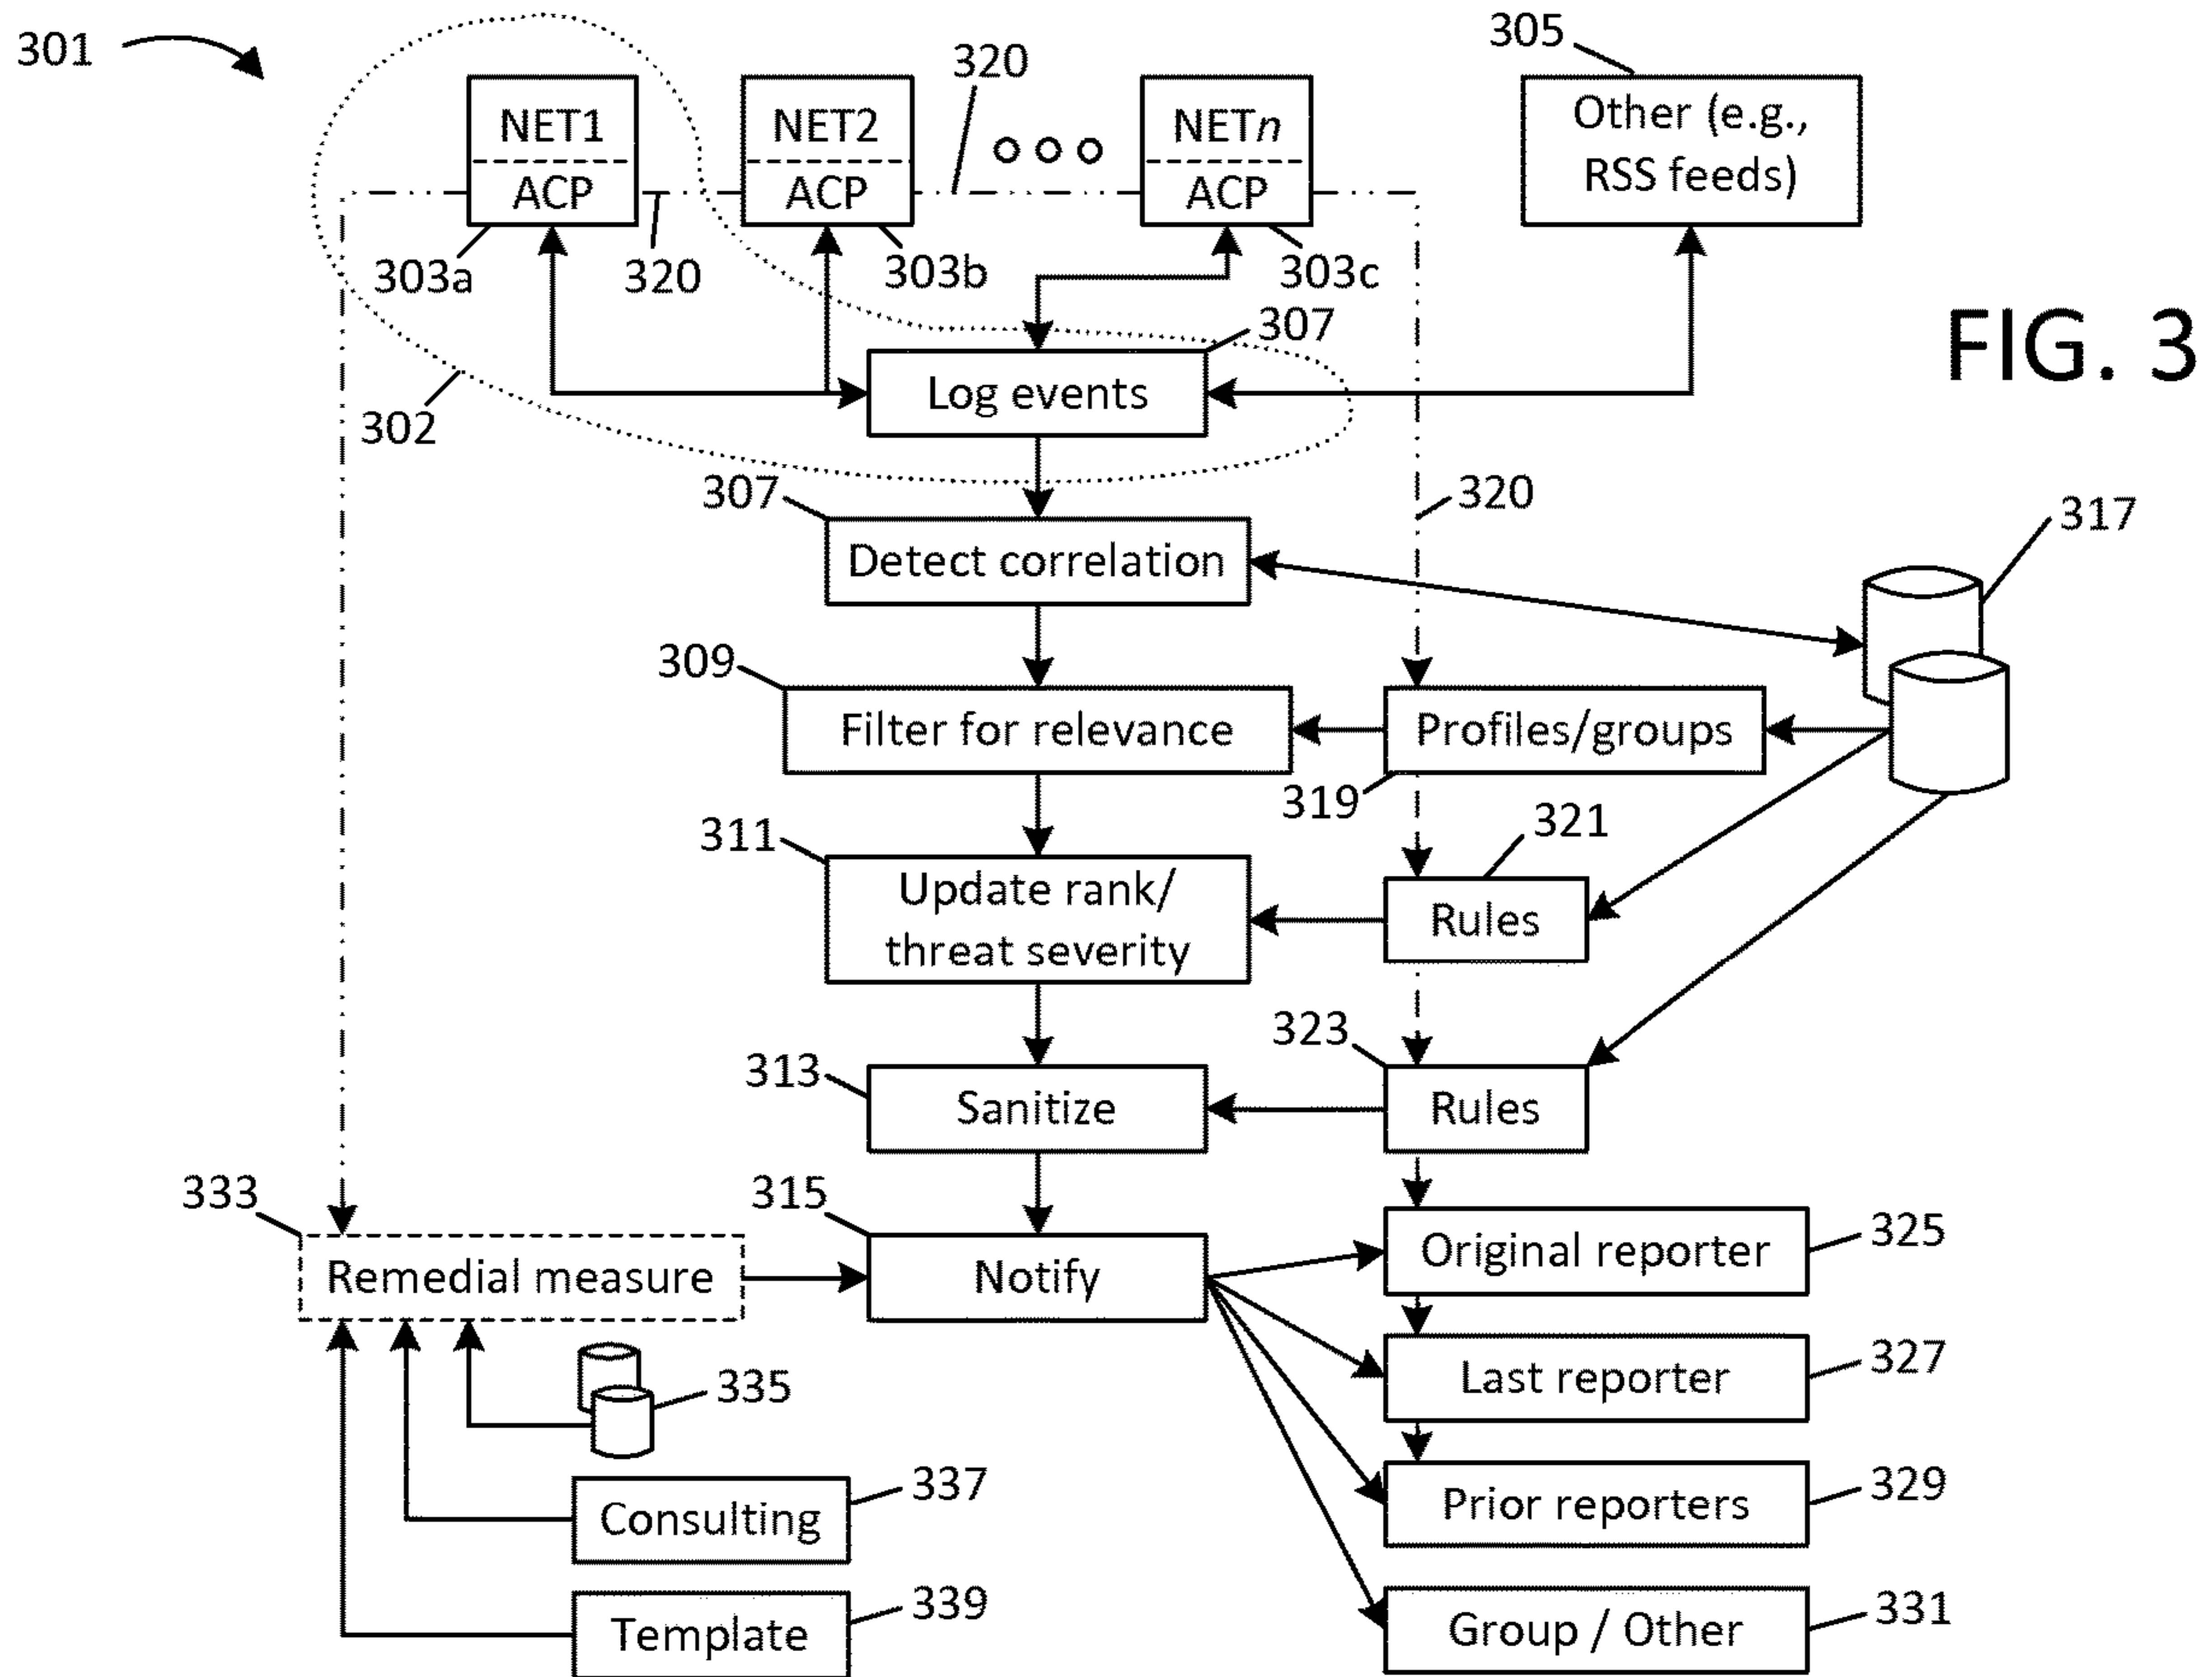 301
305
320
NET1
ACP
NET2
ACP
NETn
ACP
Other (e.g.,
RSS feeds)
303a
320
303b
303c
307
FIG. 3
Log events
302
307
320
317
Detect correlation
309
Filter for relevance
Profiles/groups
319
311
321
Update rank/
threat severity
Rules
323
313
Sanitize
Rules
333
315
325
Remedial measure
Notify
Original reporter
327
335
Last reporter
337
329
Consulting
Prior reporters
339
331
Template
Group / Other